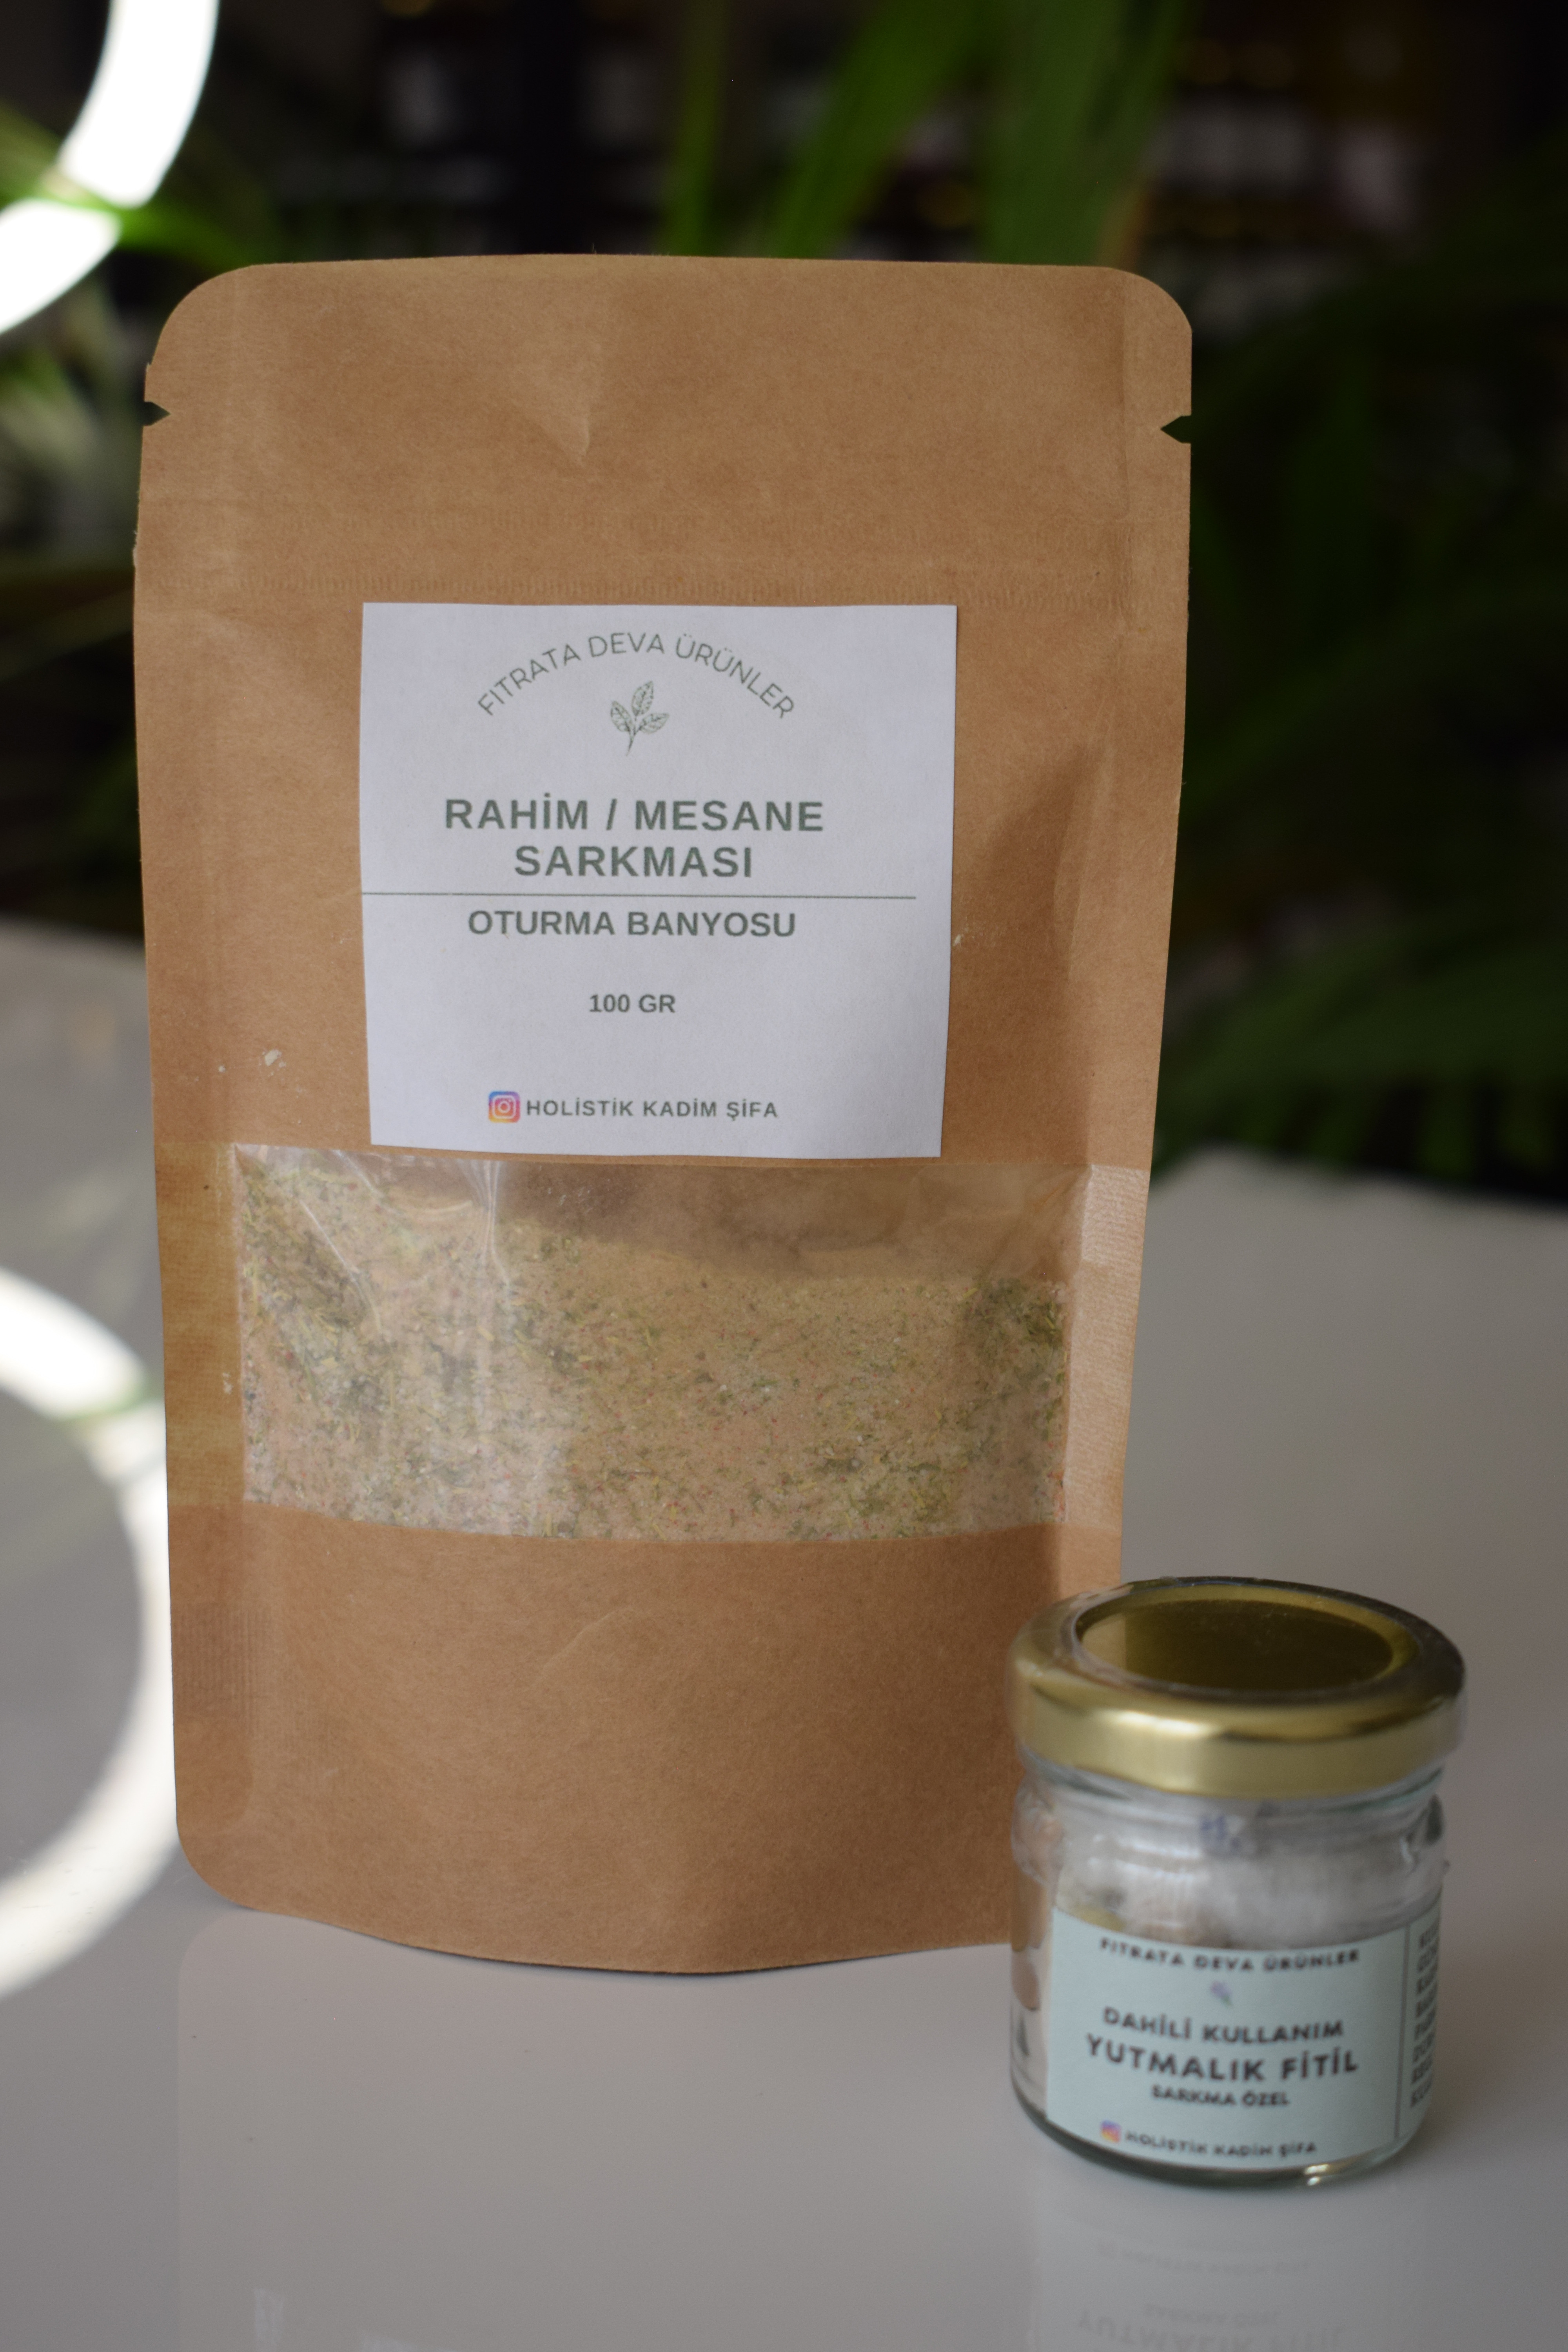 FITRATA DEVA ÜRÜNLER
RAHİM / MESANE
SARKMASI
OTURMA BANYOSU
100 GR
HOLİSTİK KADİM ŞİFA
FITRATA DEVA ÜRÜNLER
DAHİLİ KULLANIM
YUTMALIK FİTİL
SARKMA ÖZEL
HOLİSTİK KADİM ŞİFA